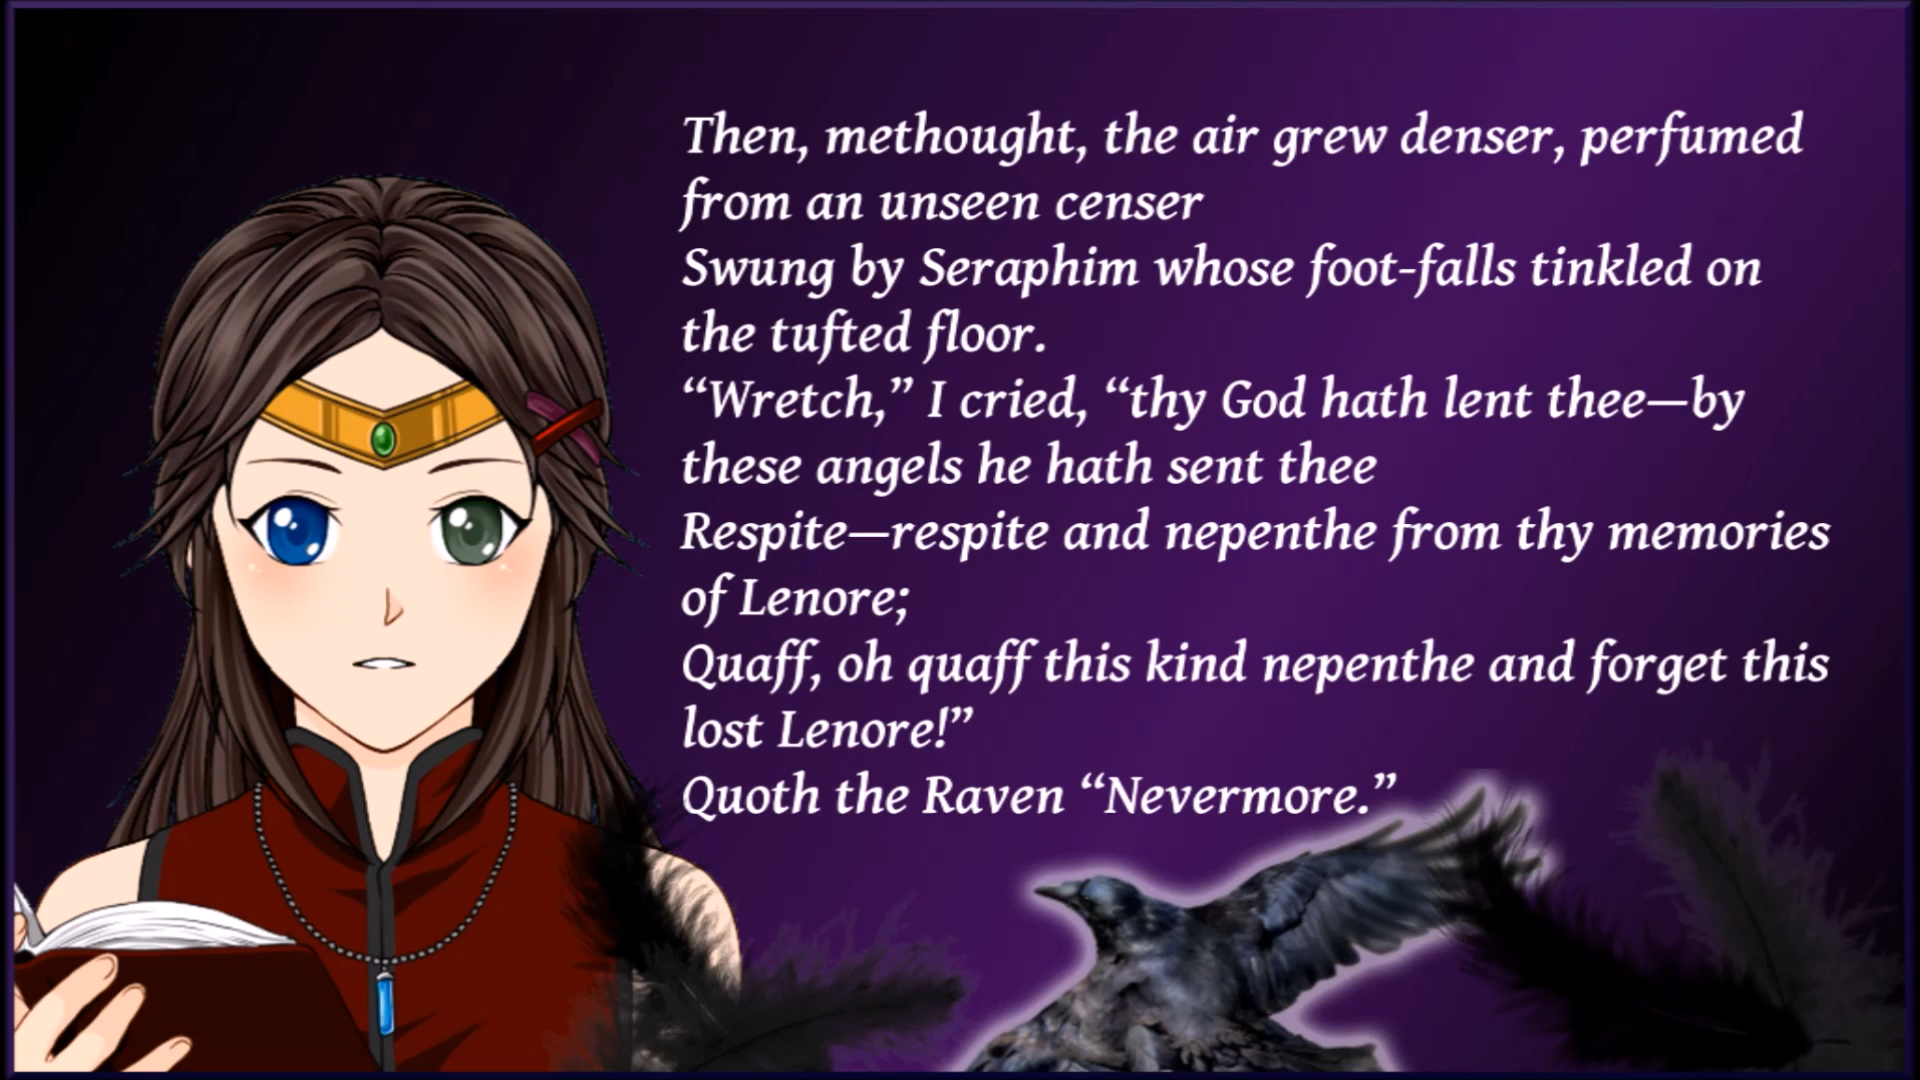 Then, methought, the air grew denser, perfumed
from an unseen censer
Swung by Seraphim whose foot-falls tinkled on
the tufted floor.
“Wretch,” I cried, “thy God hath lent thee—by
these angels he hath sent thee
Respite—respite and nepenthe from thy memories
of Lenore;
Quaff, oh quaff this kind nepenthe and forget this
lost Lenore!”
Quoth the Raven “Nevermore.”